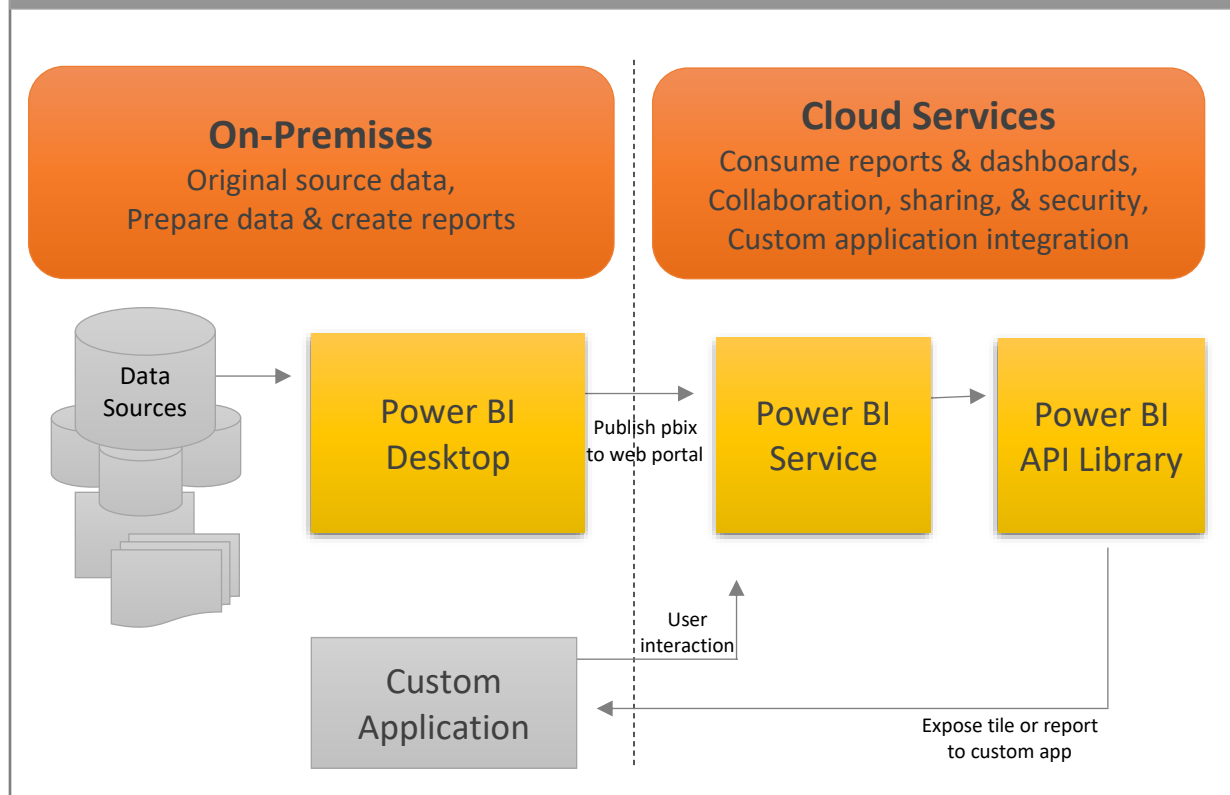 On-Premises
Original source data,
Prepare data & create reports
Cloud Services
Consume reports & dashboards,
Collaboration, sharing, & security,
Custom application integration
Data
Sources
Power BI
Desktop
Publish pbix
to web portal
Power BI
Service
Power BI
API Library
User
interaction
Custom
Application
Expose tile or report
to custom app